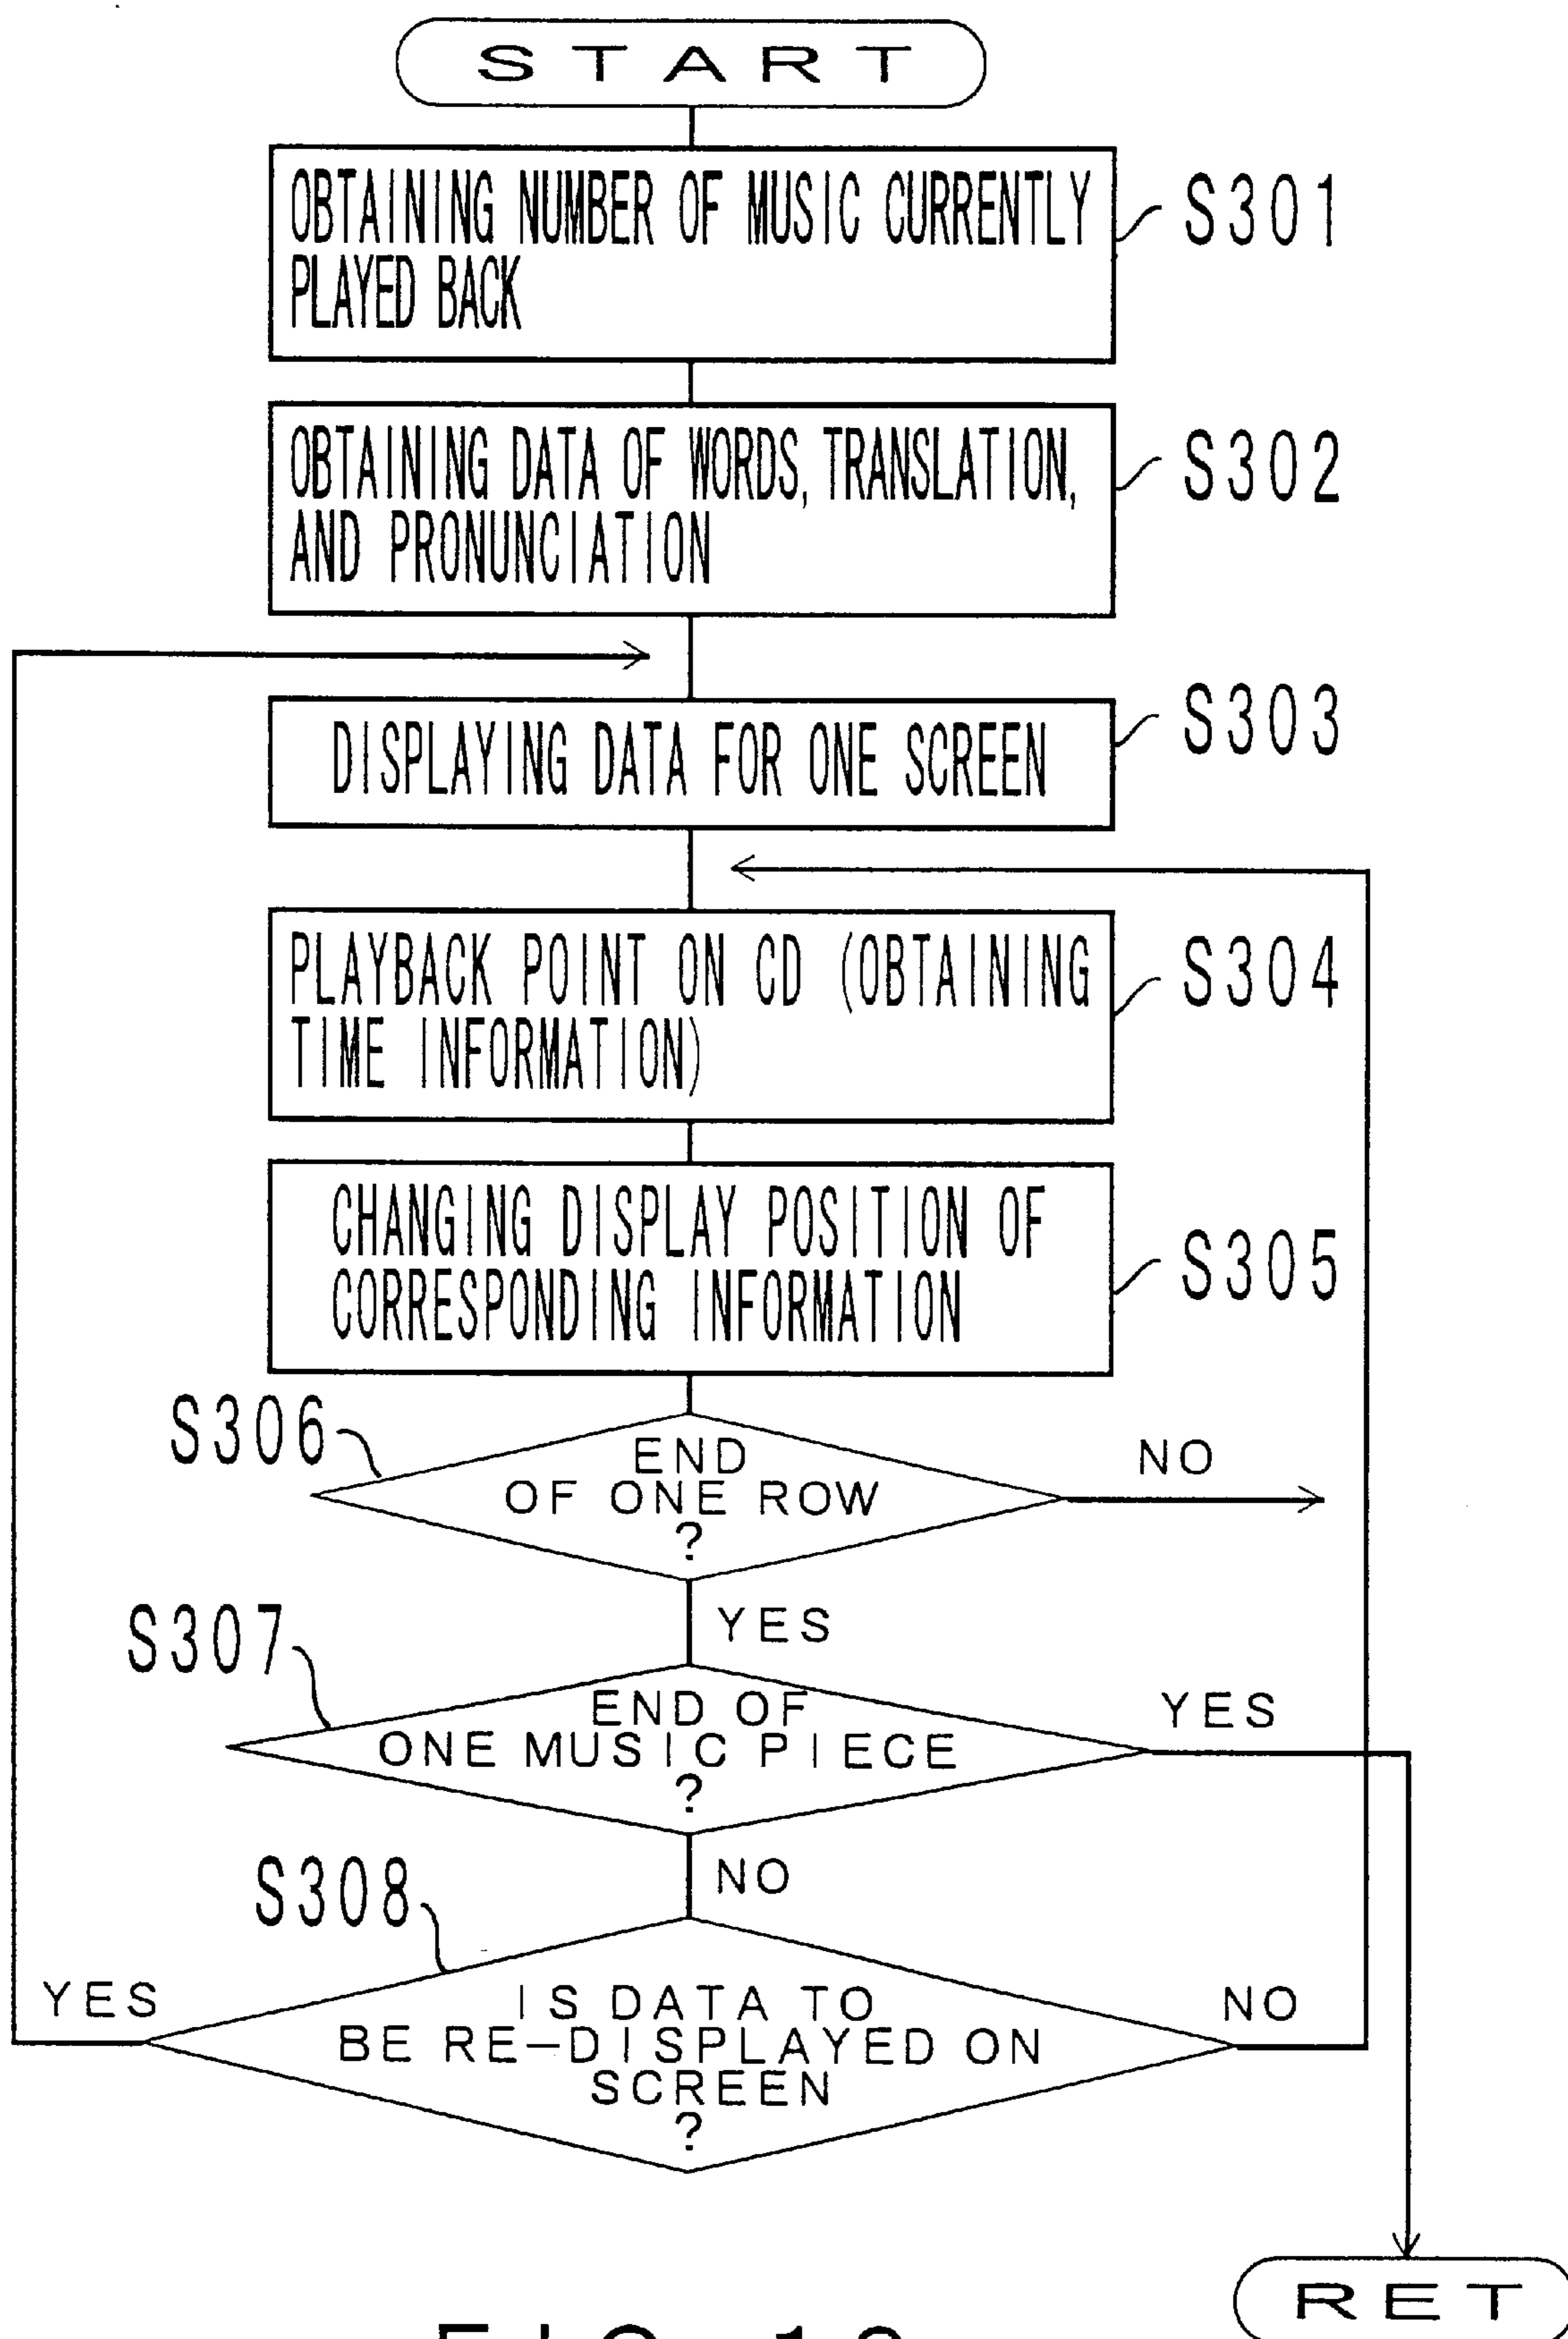 START
OBTAINING NUMBER OF MUSIC CURRENTLY
PLAYED BACK
S301
OBTAINING DATA OF WORDS, TRANSLATION,
AND PRONUNCIATION
S302
DISPLAYING DATA FOR ONE SCREEN
S303
PLAYBACK POINT ON CD (OBTAINING
TIME INFORMATION)
S304
CHANGING DISPLAY POSITION OF
CORRESPONDING INFORMATION
S305
S306
END
OF ONE ROW
?
NO
YES
S307
END OF
ONE MUSIC PIECE
?
YES
NO
S308
IS DATA TO
BE RE-DISPLAYED ON
SCREEN
?
YES
NO
RET